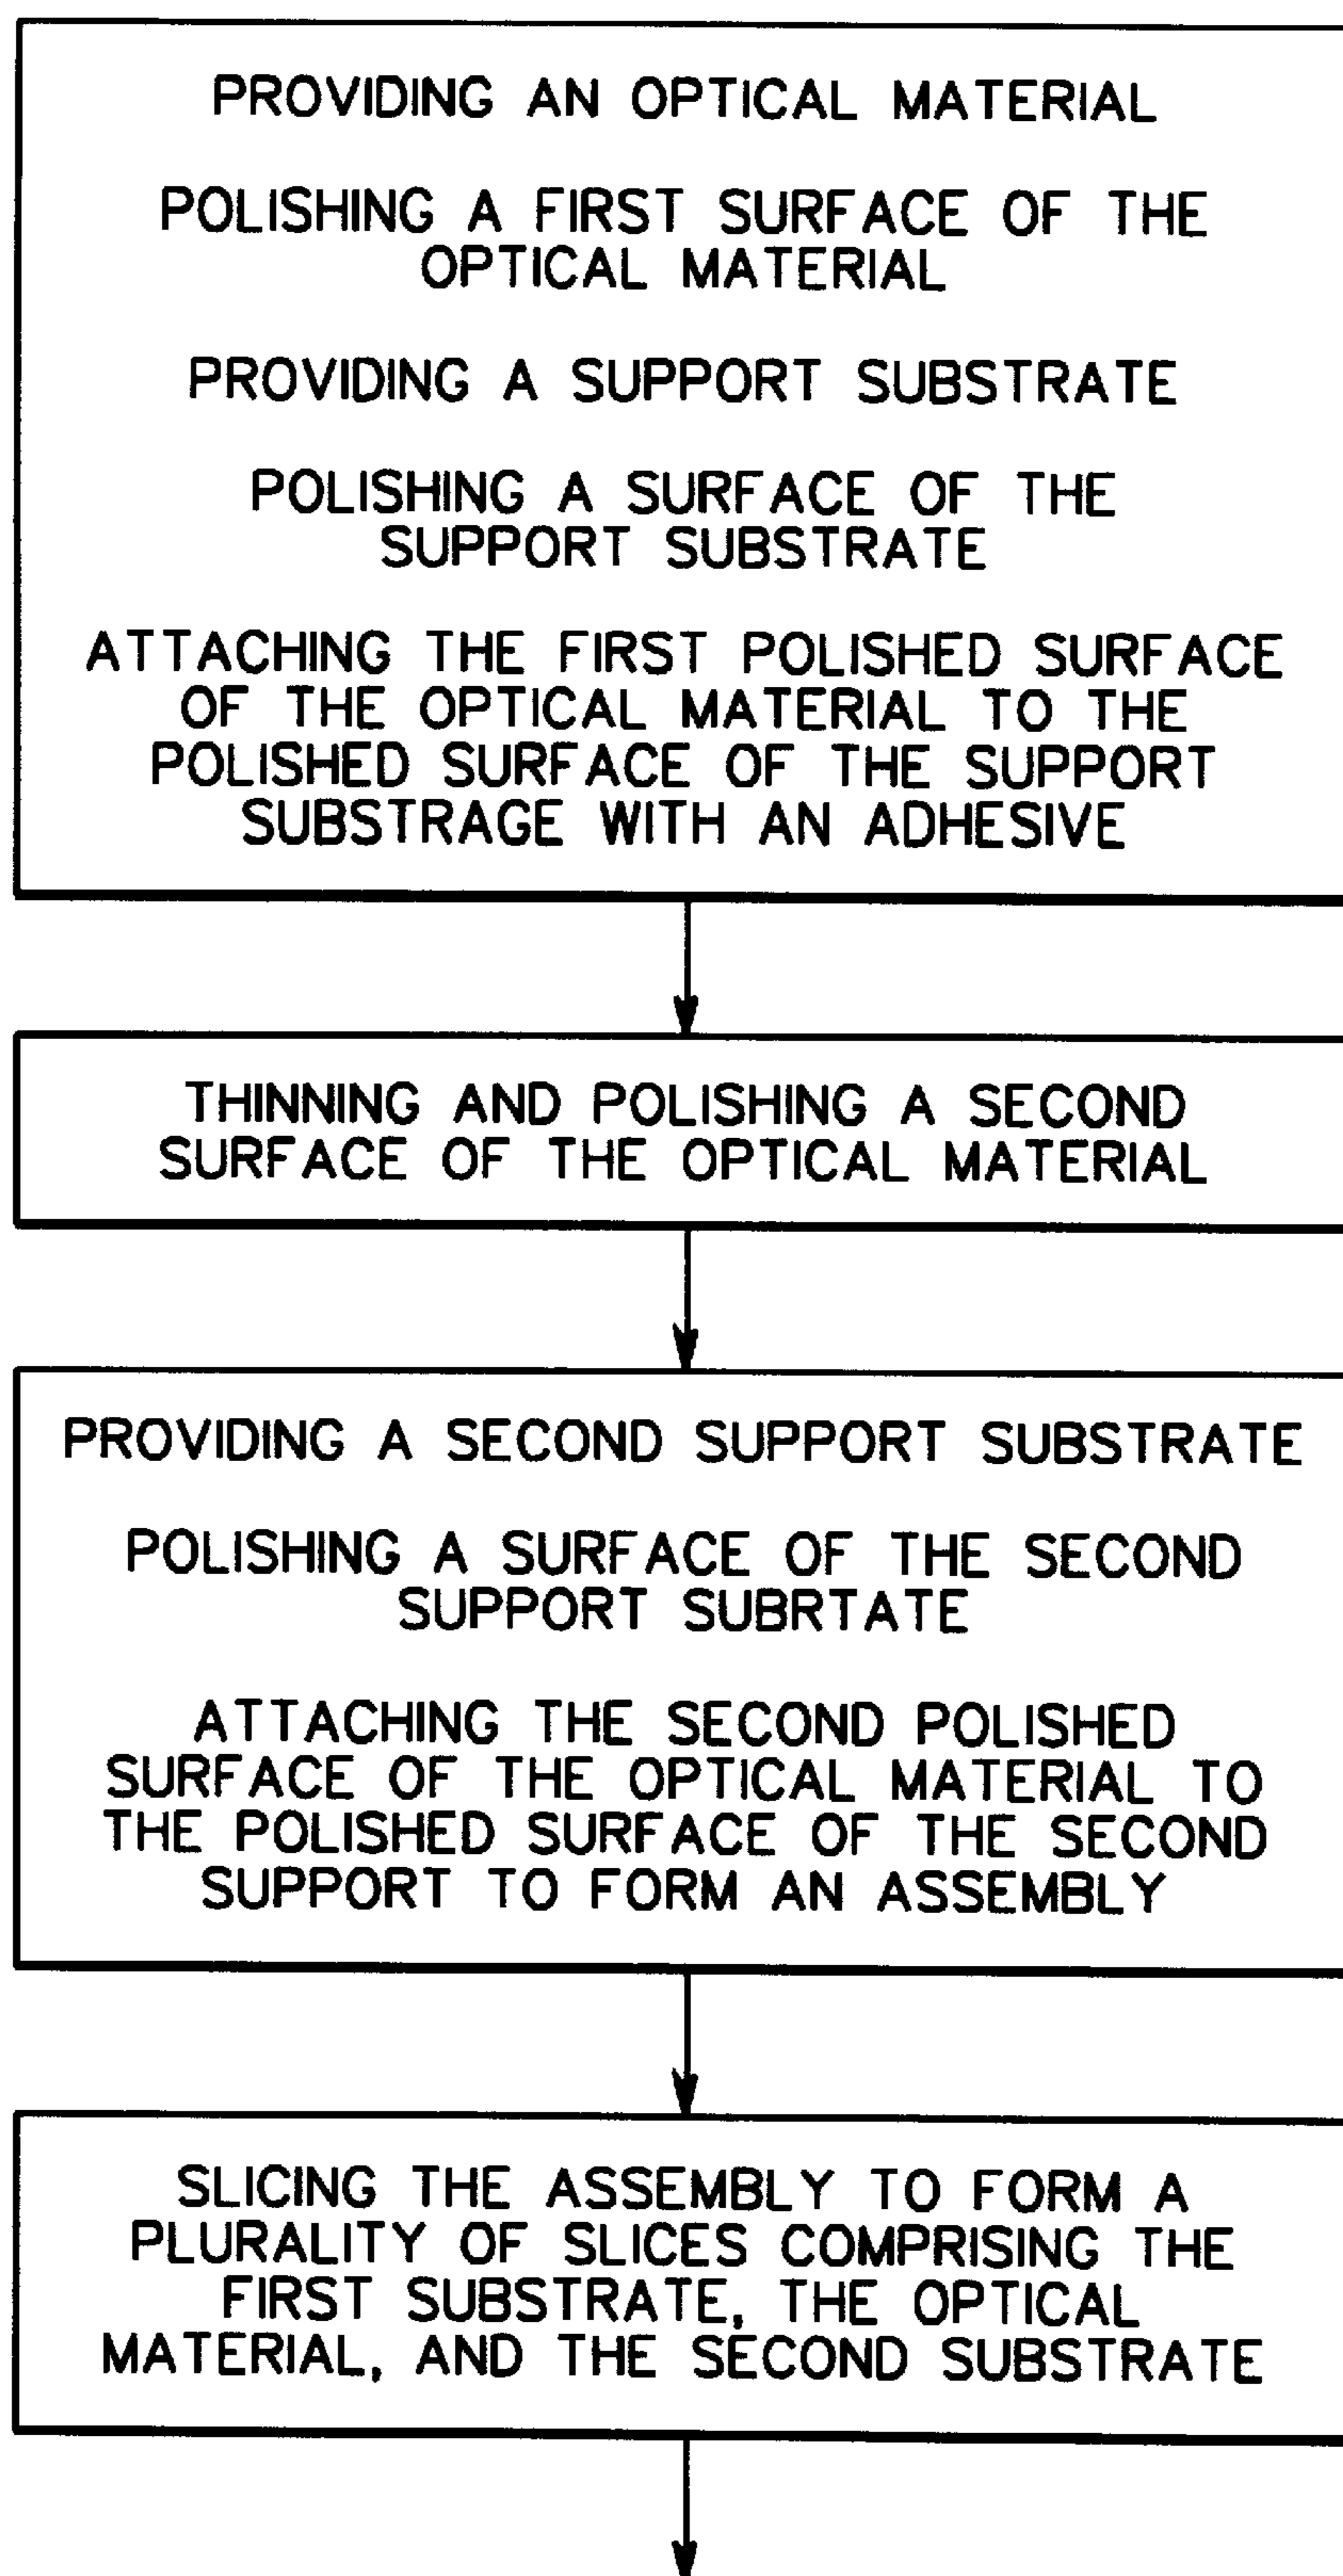 PROVIDING AN OPTICAL MATERIAL
POLISHING A FIRST SURFACE OF THE
OPTICAL MATERIAL
PROVIDING A SUPPORT SUBSTRATE
POLISHING A SURFACE OF THE
SUPPORT SUBSTRATE
ATTACHING THE FIRST POLISHED SURFACE
OF THE OPTICAL MATERIAL TO THE
POLISHED SURFACE OF THE SUPPORT
SUBSTRAGE WITH AN ADHESIVE
THINNING AND POLISHING A SECOND
SURFACE OF THE OPTICAL MATERIAL
PROVIDING A SECOND SUPPORT SUBSTRATE
POLISHING A SURFACE OF THE SECOND
SUPPORT SUBRTATE
ATTACHING THE SECOND POLISHED
SURFACE OF THE OPTICAL MATERIAL TO
THE POLISHED SURFACE OF THE SECOND
SUPPORT TO FORM AN ASSEMBLY
SLICING THE ASSEMBLY TO FORM A
PLURALITY OF SLICES COMPRISING THE
FIRST SUBSTRATE, THE OPTICAL
MATERIAL, AND THE SECOND SUBSTRATE